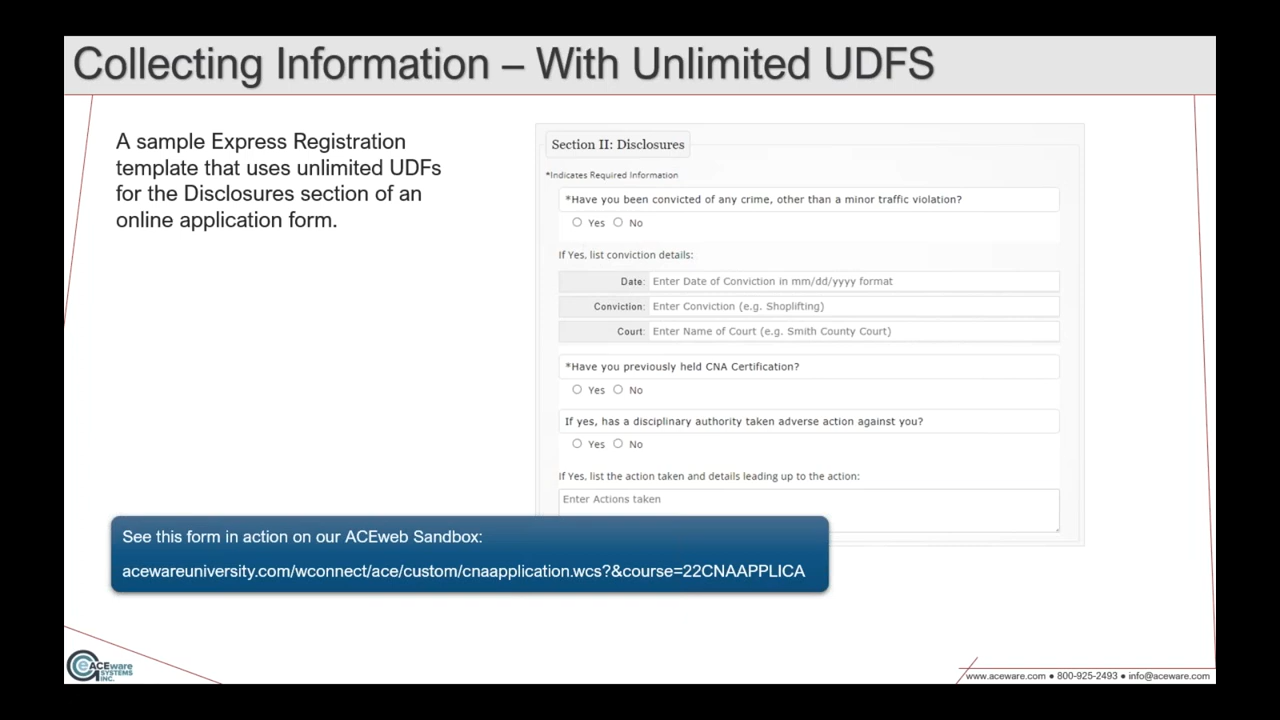 Collecting Information – With Unlimited UDFS
A sample Express Registration
template that uses unlimited UDFs
for the Disclosures section of an
online application form.
Section II: Disclosures
*Indicates Required Information
*Have you been convicted of any crime, other than a minor traffic violation?
Yes No
If Yes, list conviction details:
Date: Enter Date of Conviction in mm/dd/yyyy format
Conviction: Enter Conviction (e.g. Shoplifting)
Court: Enter Name of Court (e.g. Smith County Court)
*Have you previously held CNA Certification?
Yes No
If yes, has a disciplinary authority taken adverse action against you?
Yes No
If Yes, list the action taken and details leading up to the action:
Enter Actions taken
See this form in action on our ACEweb Sandbox:
acewareuniversity.com/wconnect/ace/custom/cnaapplication.wcs?&course=22CNAAPPLICA
ACEware
SYSTEMS
INC.
www.aceware.com ● 800-925-2493 ● info@aceware.com